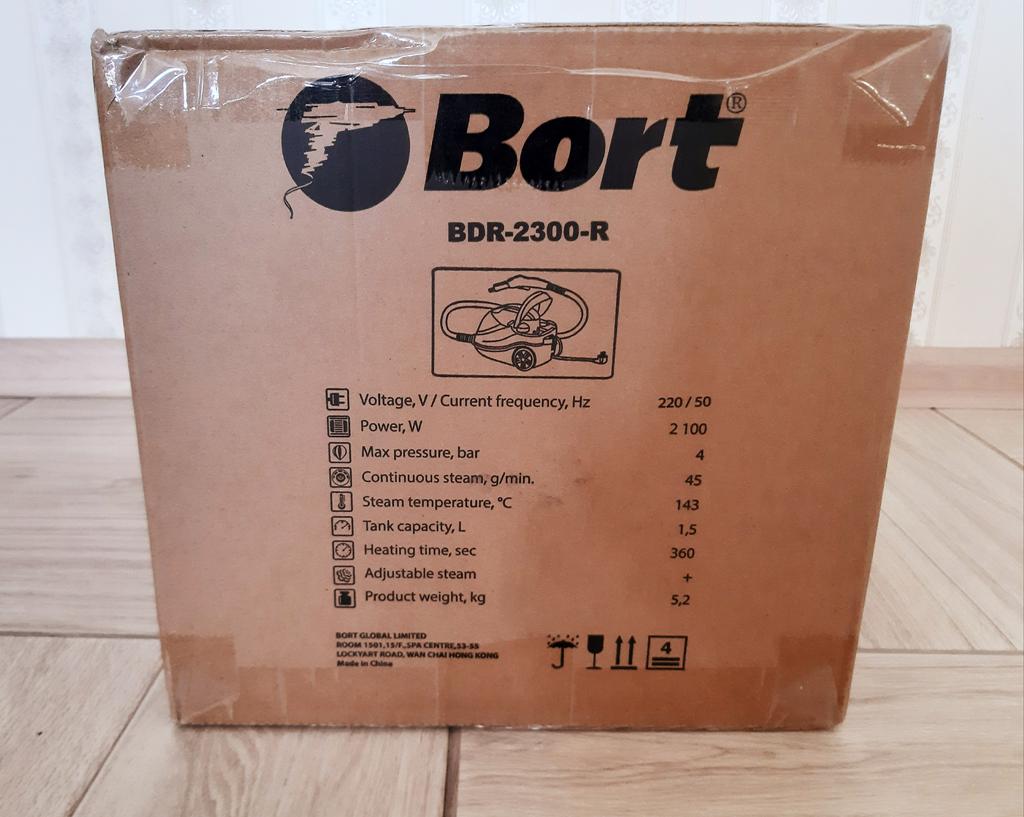 Bort®
BDR-2300-R
Voltage, V / Current frequency, Hz 220 / 50
Power, W 2 100
Max pressure, bar 4
Continuous steam, g/min. 45
Steam temperature, °C 143
Tank capacity, L 1,5
Heating time, sec 360
Adjustable steam +
Product weight, kg 5,2
BORT GLOBAL LIMITED
ROOM 1501,15/F.,SPA CENTRE,53-55
LOCKYART ROAD, WAN CHAI HONG KONG
Made in China
4